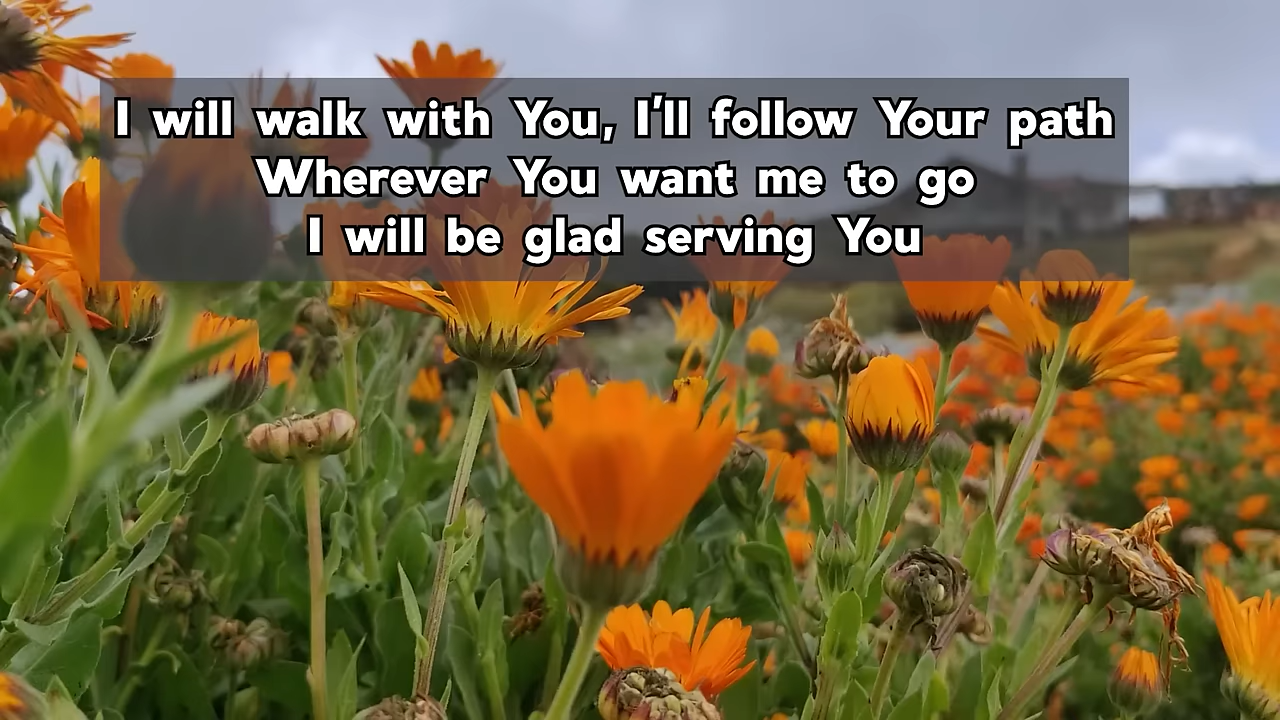 I will walk with You, I'll follow Your path
Wherever You want me to go
I will be glad serving You